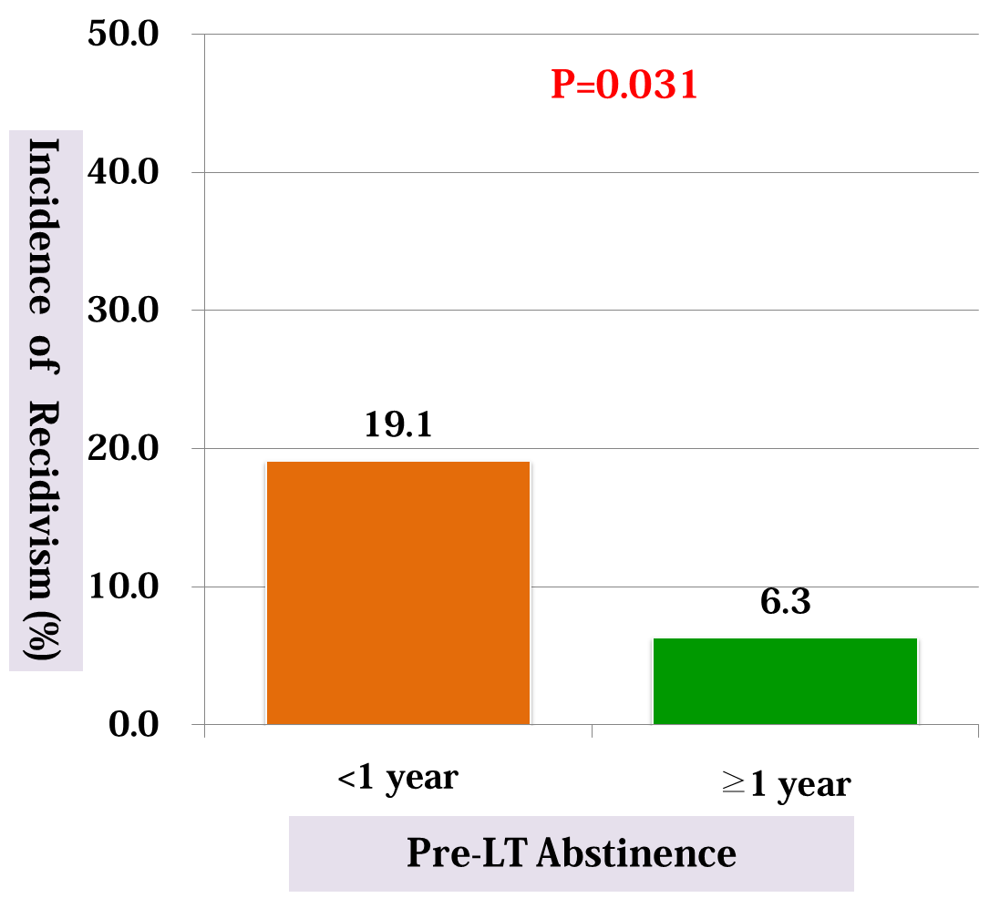 50.0
P=0.031
40.0
30.0
20.0
10.0
0.0
Incidence of Recidivism (%)
19.1
6.3
<1 year
≥1 year
Pre-LT Abstinence